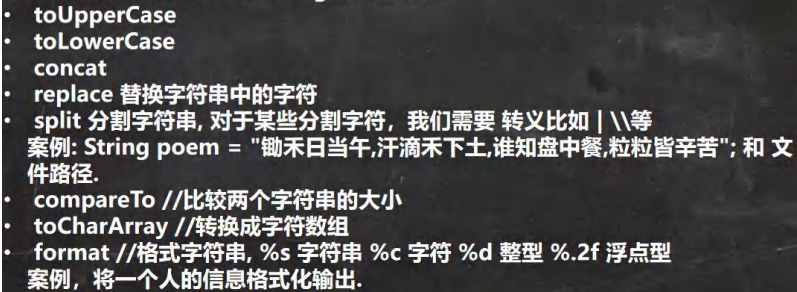 • toUpperCase
• toLowerCase
• concat
• replace 替换字符串中的字符
• split 分割字符串, 对于某些分割字符，我们需要 转义比如 | \\等
案例: String poem = "锄禾日当午,汗滴禾下土,谁知盘中餐,粒粒皆辛苦"; 和 文
件路径.
• compareTo //比较两个字符串的大小
• toCharArray //转换成字符数组
• format //格式字符串, %s 字符串 %c 字符 %d 整型 %.2f 浮点型
案例，将一个人的信息格式化输出.